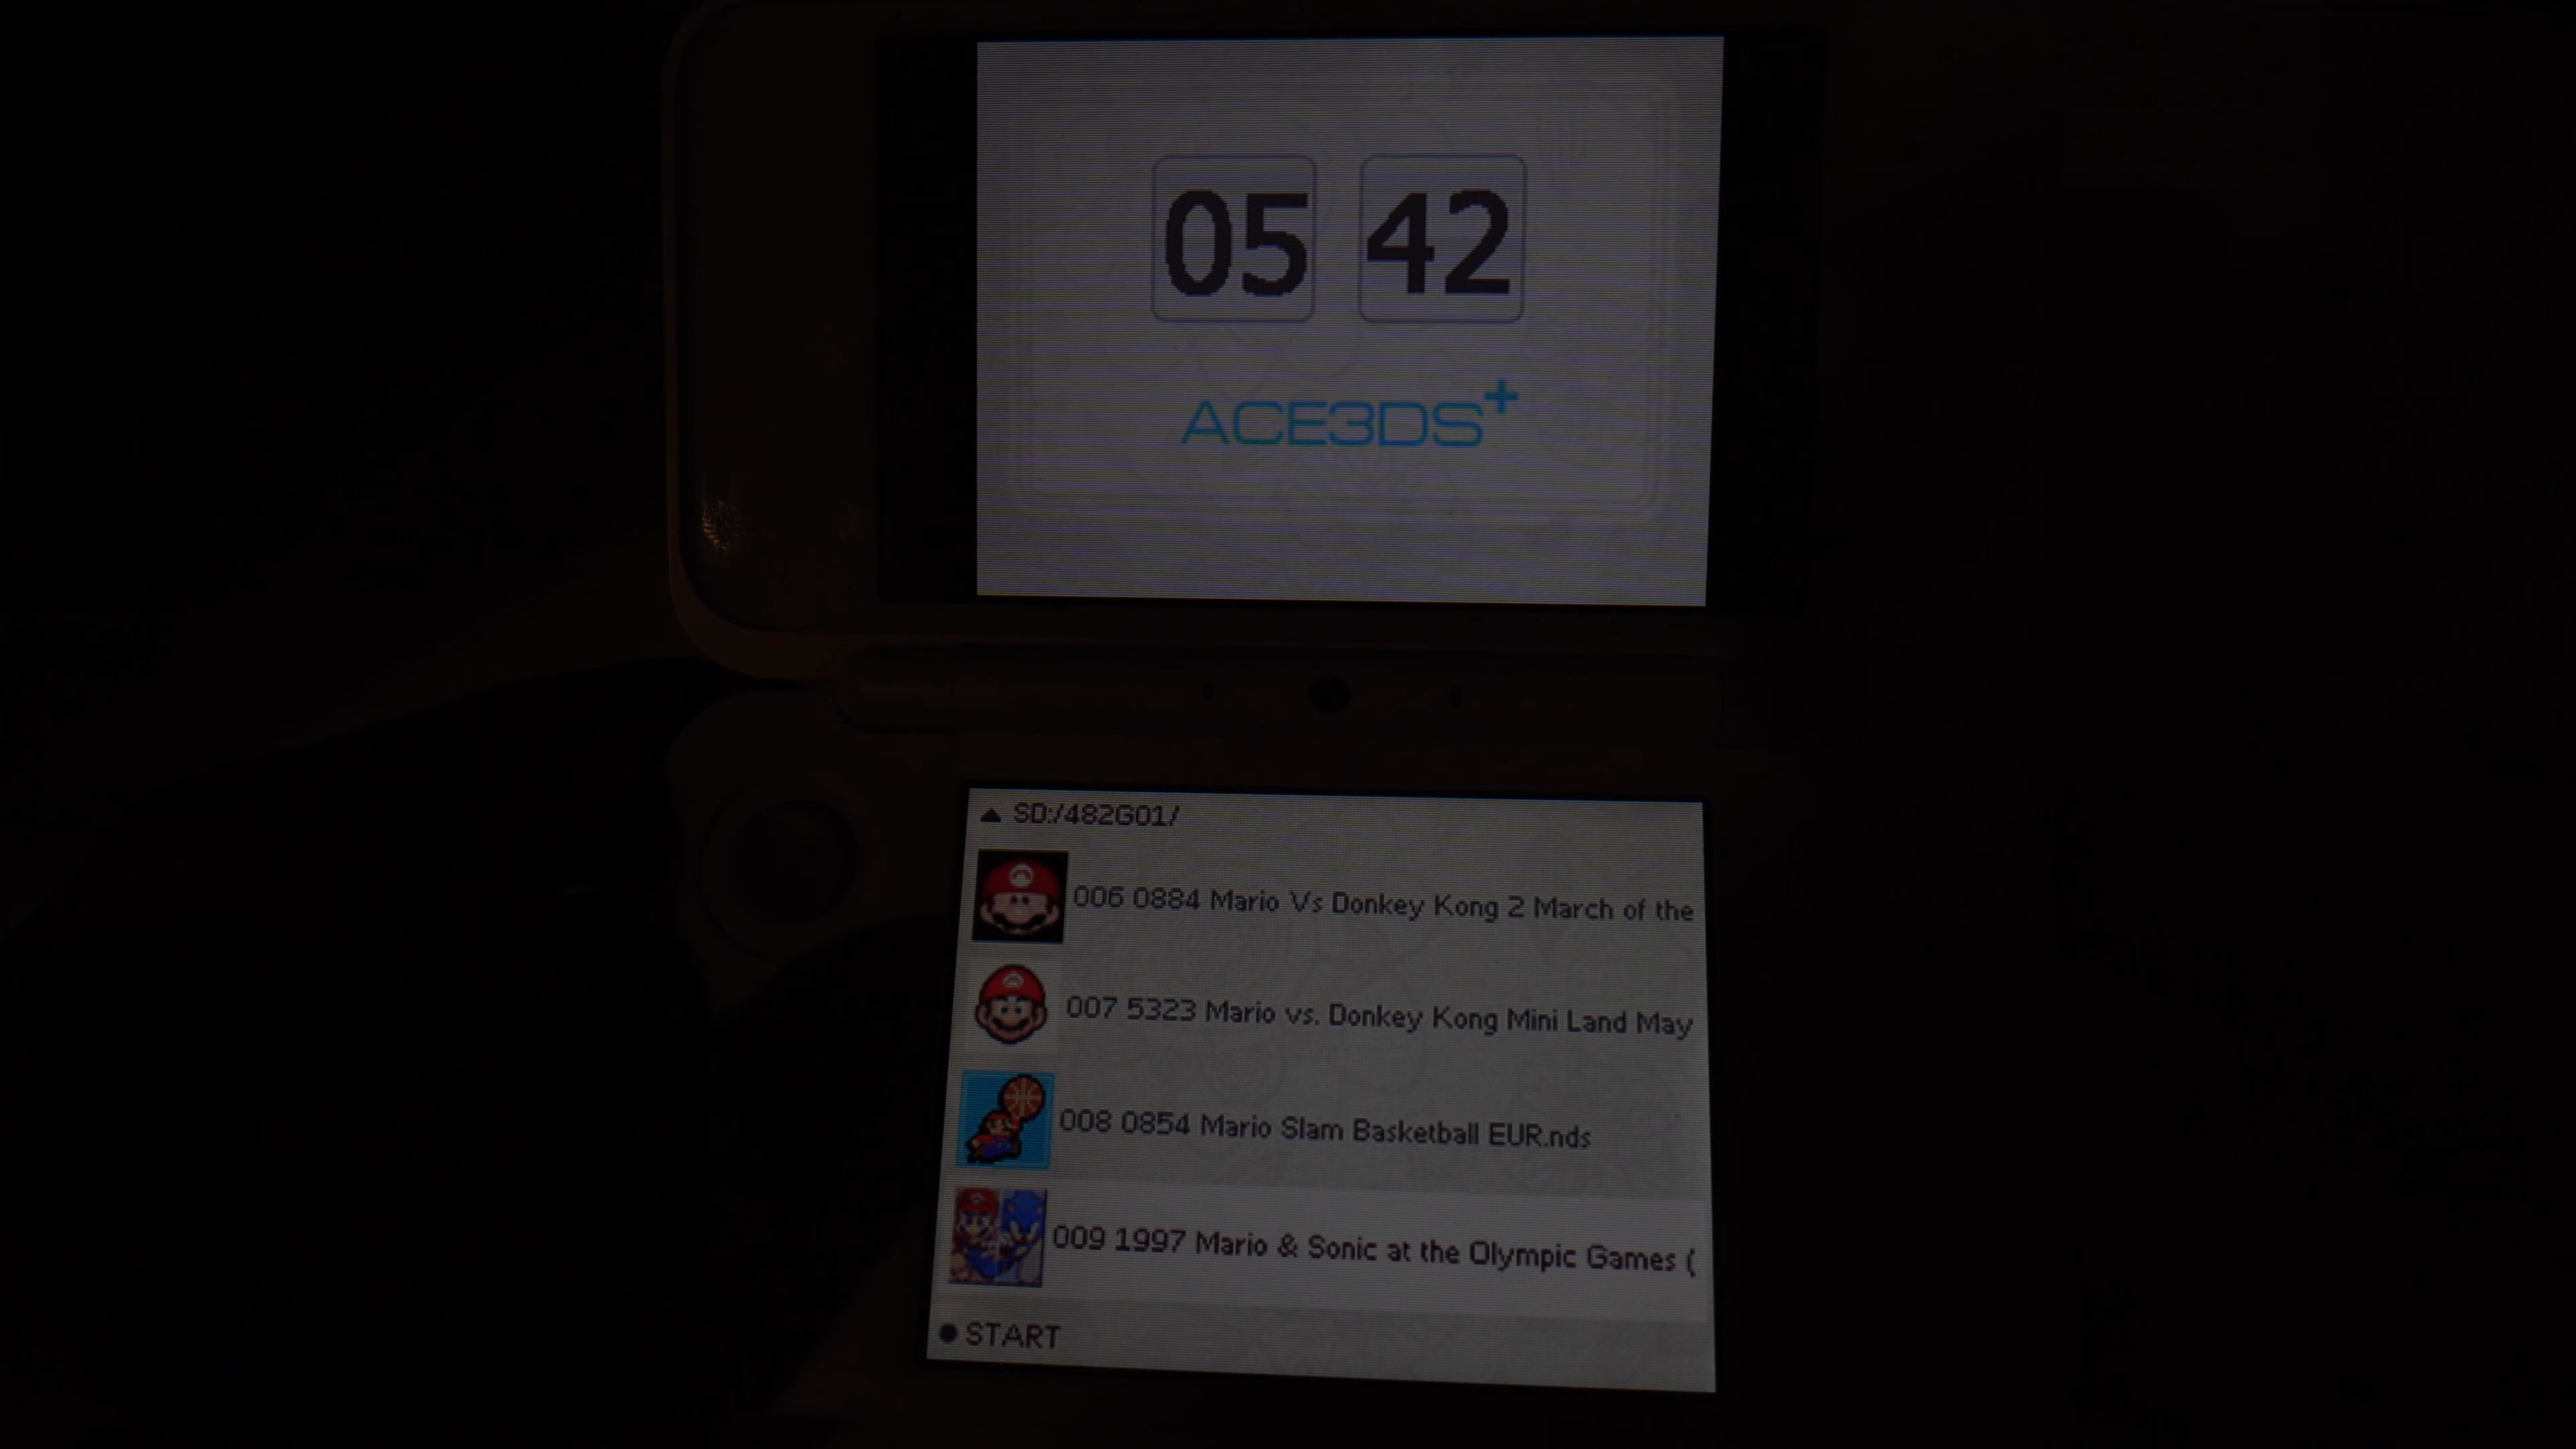 05 42
ACE3DS+
SD:/482G01/
006 0884 Mario Vs Donkey Kong 2 March of the
007 5323 Mario vs. Donkey Kong Mini Land May
008 0854 Mario Slam Basketball EUR.nds
009 1997 Mario & Sonic at the Olympic Games (
START